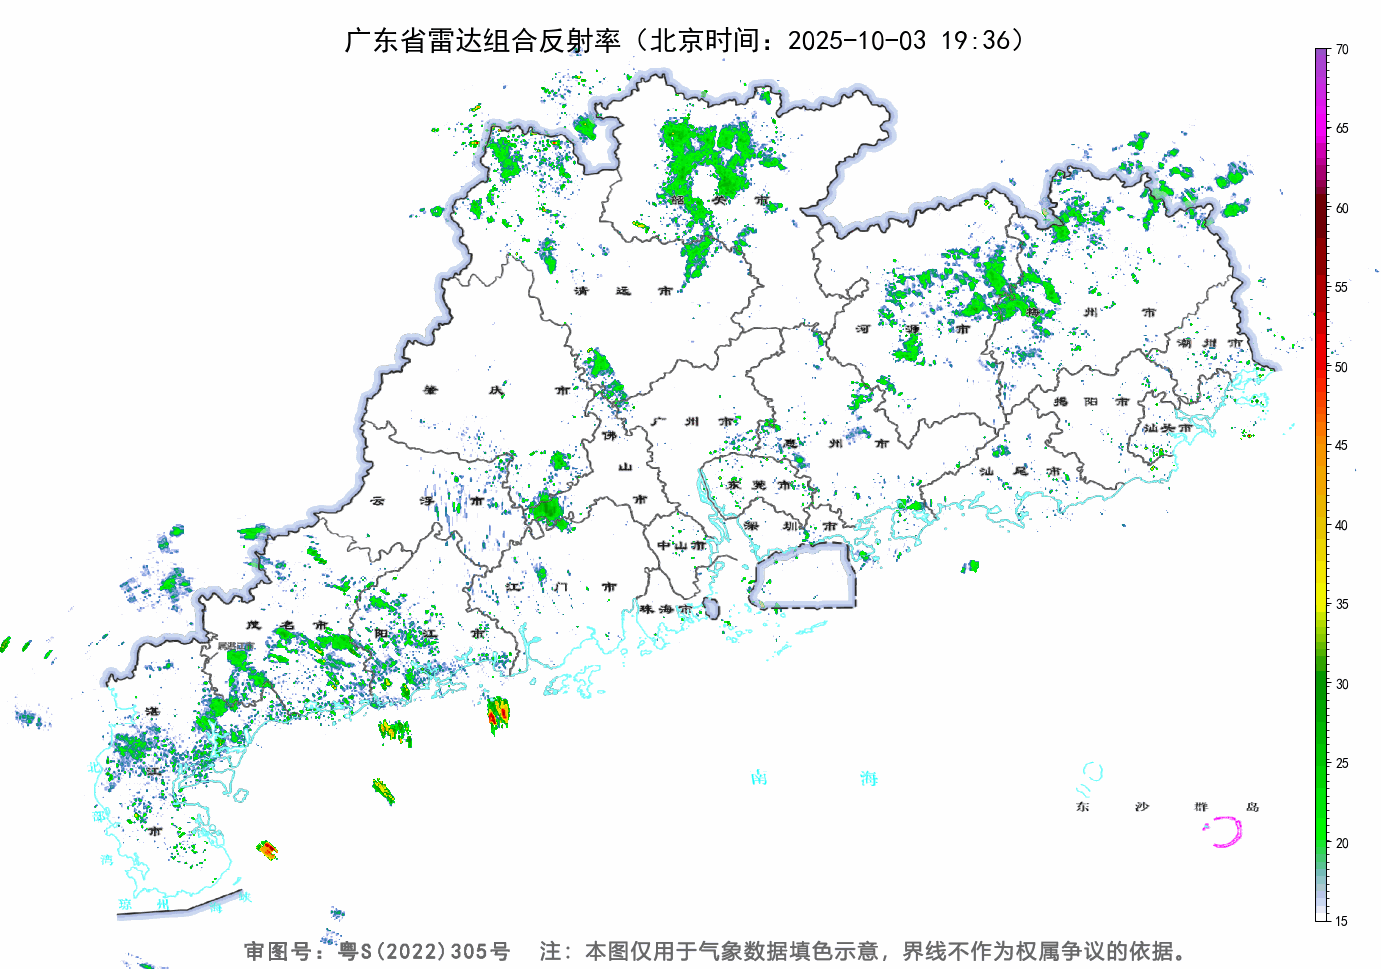 广东省雷达组合反射率（北京时间：2025-10-03 19:36）
70
65
60
55
50
45
40
35
30
25
20
15
韶关市
清远市
河源市
梅州市
潮州市
肇庆市
广州市
佛山市
惠州市
揭阳市
汕头市
汕尾市
云浮市
东莞市
深圳市
中山市
江门市
珠海市
茂名市
阳江市
湛江市
北部湾
琼州海峡
南海
东沙群岛
审图号：粤S(2022)305号 注：本图仅用于气象数据填色示意，界线不作为权属争议的依据。